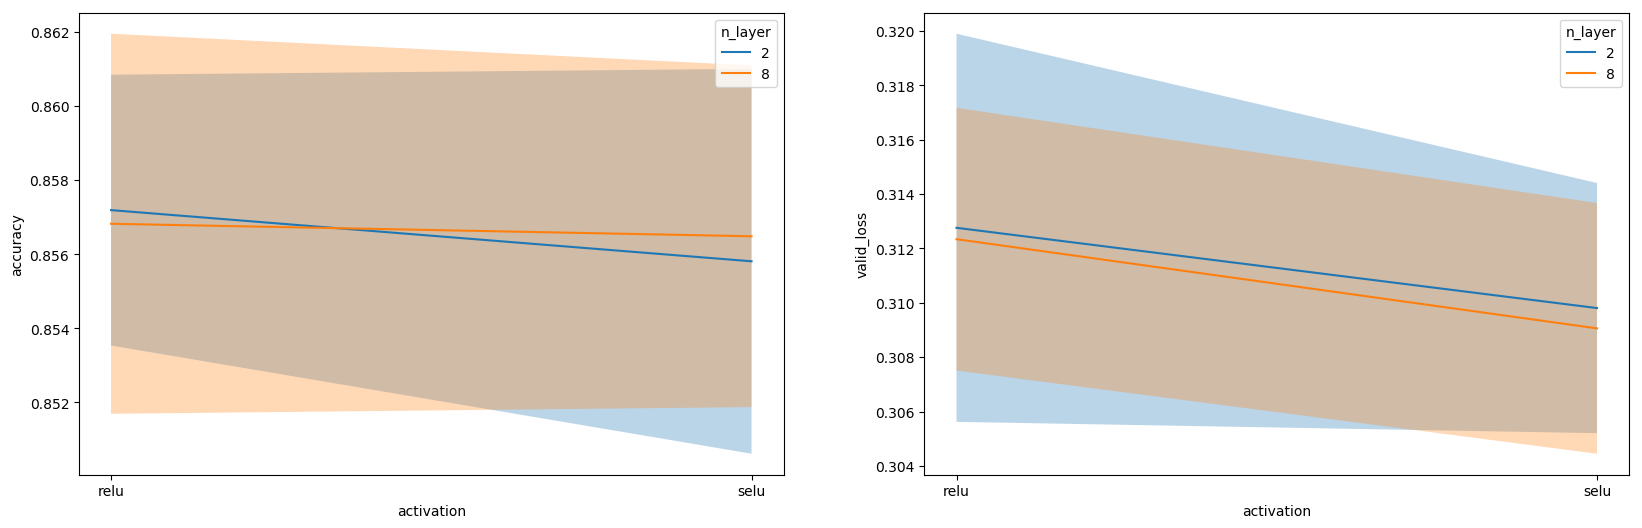 0.862
0.860
0.858
0.856
0.854
0.852
accuracy
relu
selu
activation
n_layer
2
8
0.320
0.318
0.316
0.314
0.312
0.310
0.308
0.306
0.304
valid_loss
relu
selu
activation
n_layer
2
8